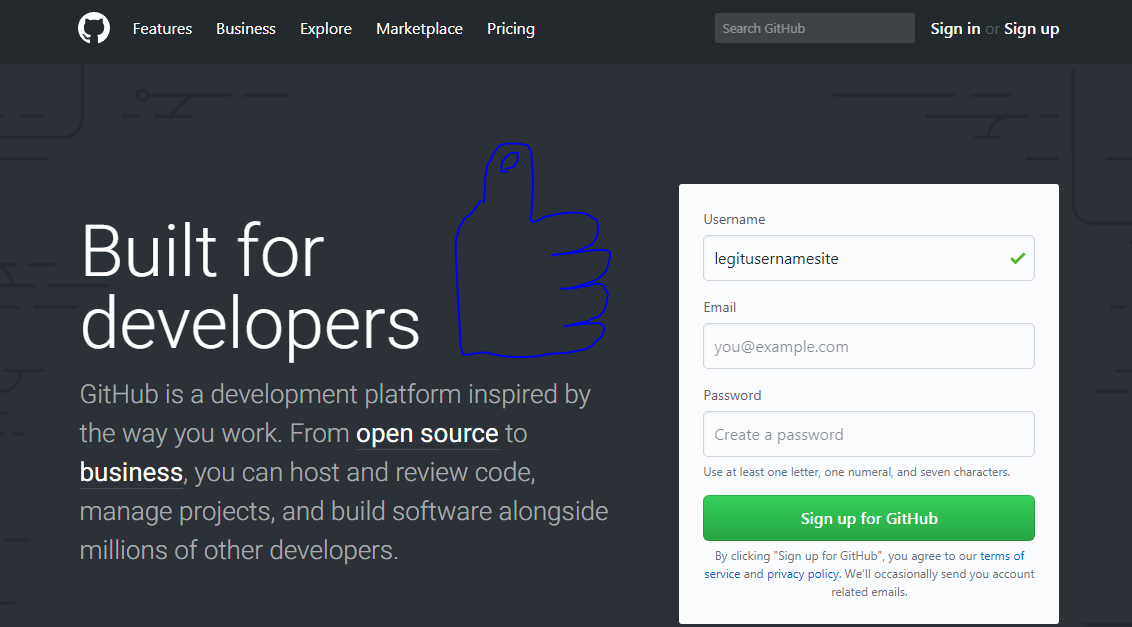 Features Business Explore Marketplace Pricing Search GitHub Sign in or Sign up
Built for
developers
GitHub is a development platform inspired by
the way you work. From open source to
business, you can host and review code,
manage projects, and build software alongside
millions of other developers.
Username
legitusernamesite
Email
you@example.com
Password
Create a password
Use at least one letter, one numeral, and seven characters.
Sign up for GitHub
By clicking "Sign up for GitHub", you agree to our terms of
service and privacy policy. We’ll occasionally send you account
related emails.